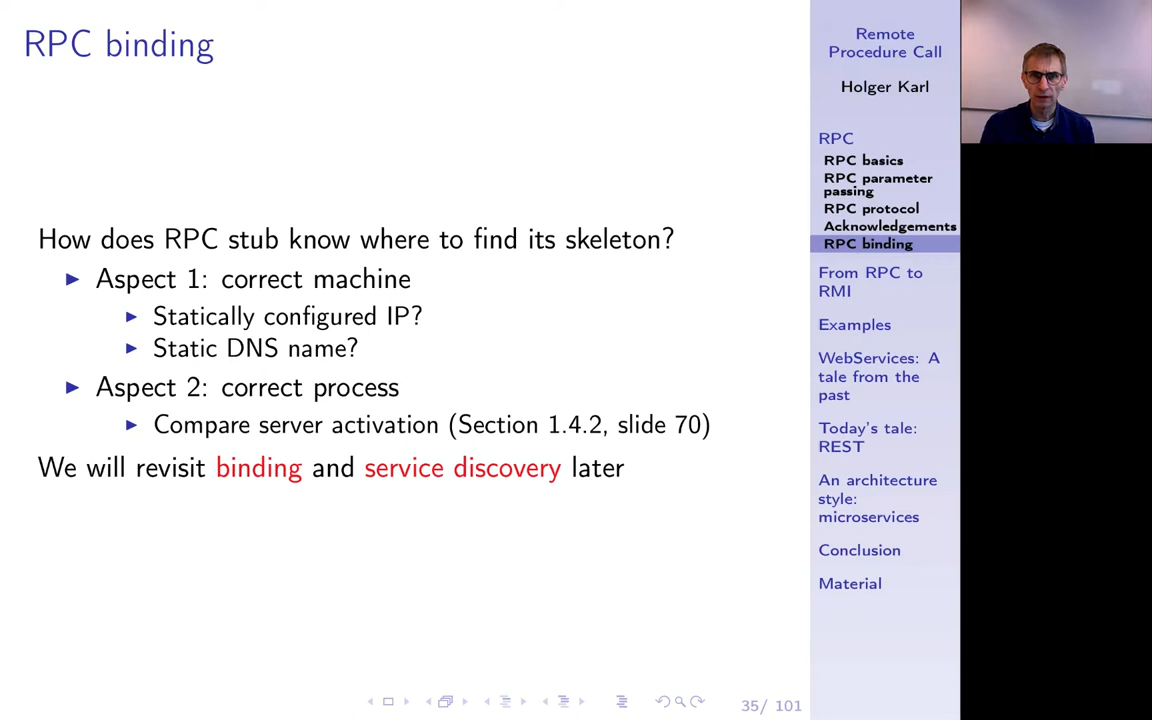 RPC binding
How does RPC stub know where to find its skeleton?
Aspect 1: correct machine
Statically configured IP?
Static DNS name?
Aspect 2: correct process
Compare server activation (Section 1.4.2, slide 70)
We will revisit binding and service discovery later
35/ 101
Remote
Procedure Call
Holger Karl
RPC
RPC basics
RPC parameter
passing
RPC protocol
Acknowledgements
RPC binding
From RPC to
RMI
Examples
WebServices: A
tale from the
past
Today's tale:
REST
An architecture
style:
microservices
Conclusion
Material